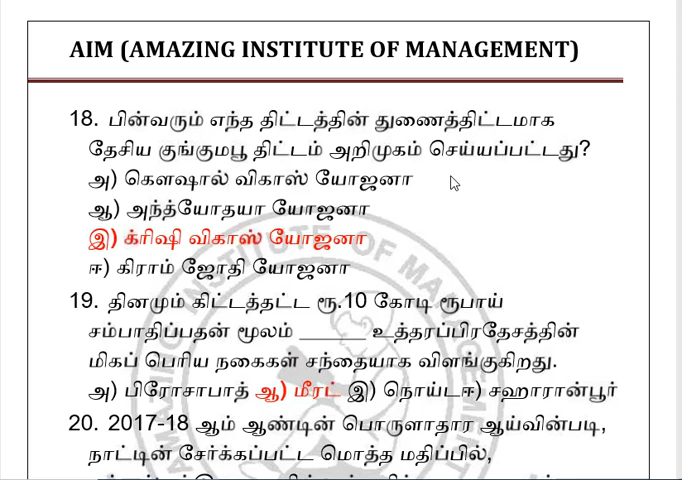 AIM (AMAZING INSTITUTE OF MANAGEMENT)
18. பின்வரும் எந்த திட்டத்தின் துணைத்திட்டமாக
தேசிய குங்குமபூ திட்டம் அறிமுகம் செய்யப்பட்டது?
அ) கௌஷால் விகாஸ் யோஜனா
ஆ) அந்த்யோதயா யோஜனா
இ) க்ரிஷி விகாஸ் யோஜனா
ஈ) கிராம் ஜோதி யோஜனா
19. தினமும் கிட்டத்தட்ட ரூ.10 கோடி ரூபாய்
சம்பாதிப்பதன் மூலம் ______ உத்தரப்பிரதேசத்தின்
மிகப் பெரிய நகைகள் சந்தையாக விளங்குகிறது.
அ) பிரோசாபாத் ஆ) மீரட் இ) நொய்டஈ) சஹாரான்பூர்
20. 2017-18 ஆம் ஆண்டின் பொருளாதார ஆய்வின்படி,
நாட்டின் சேர்க்கப்பட்ட மொத்த மதிப்பில்,